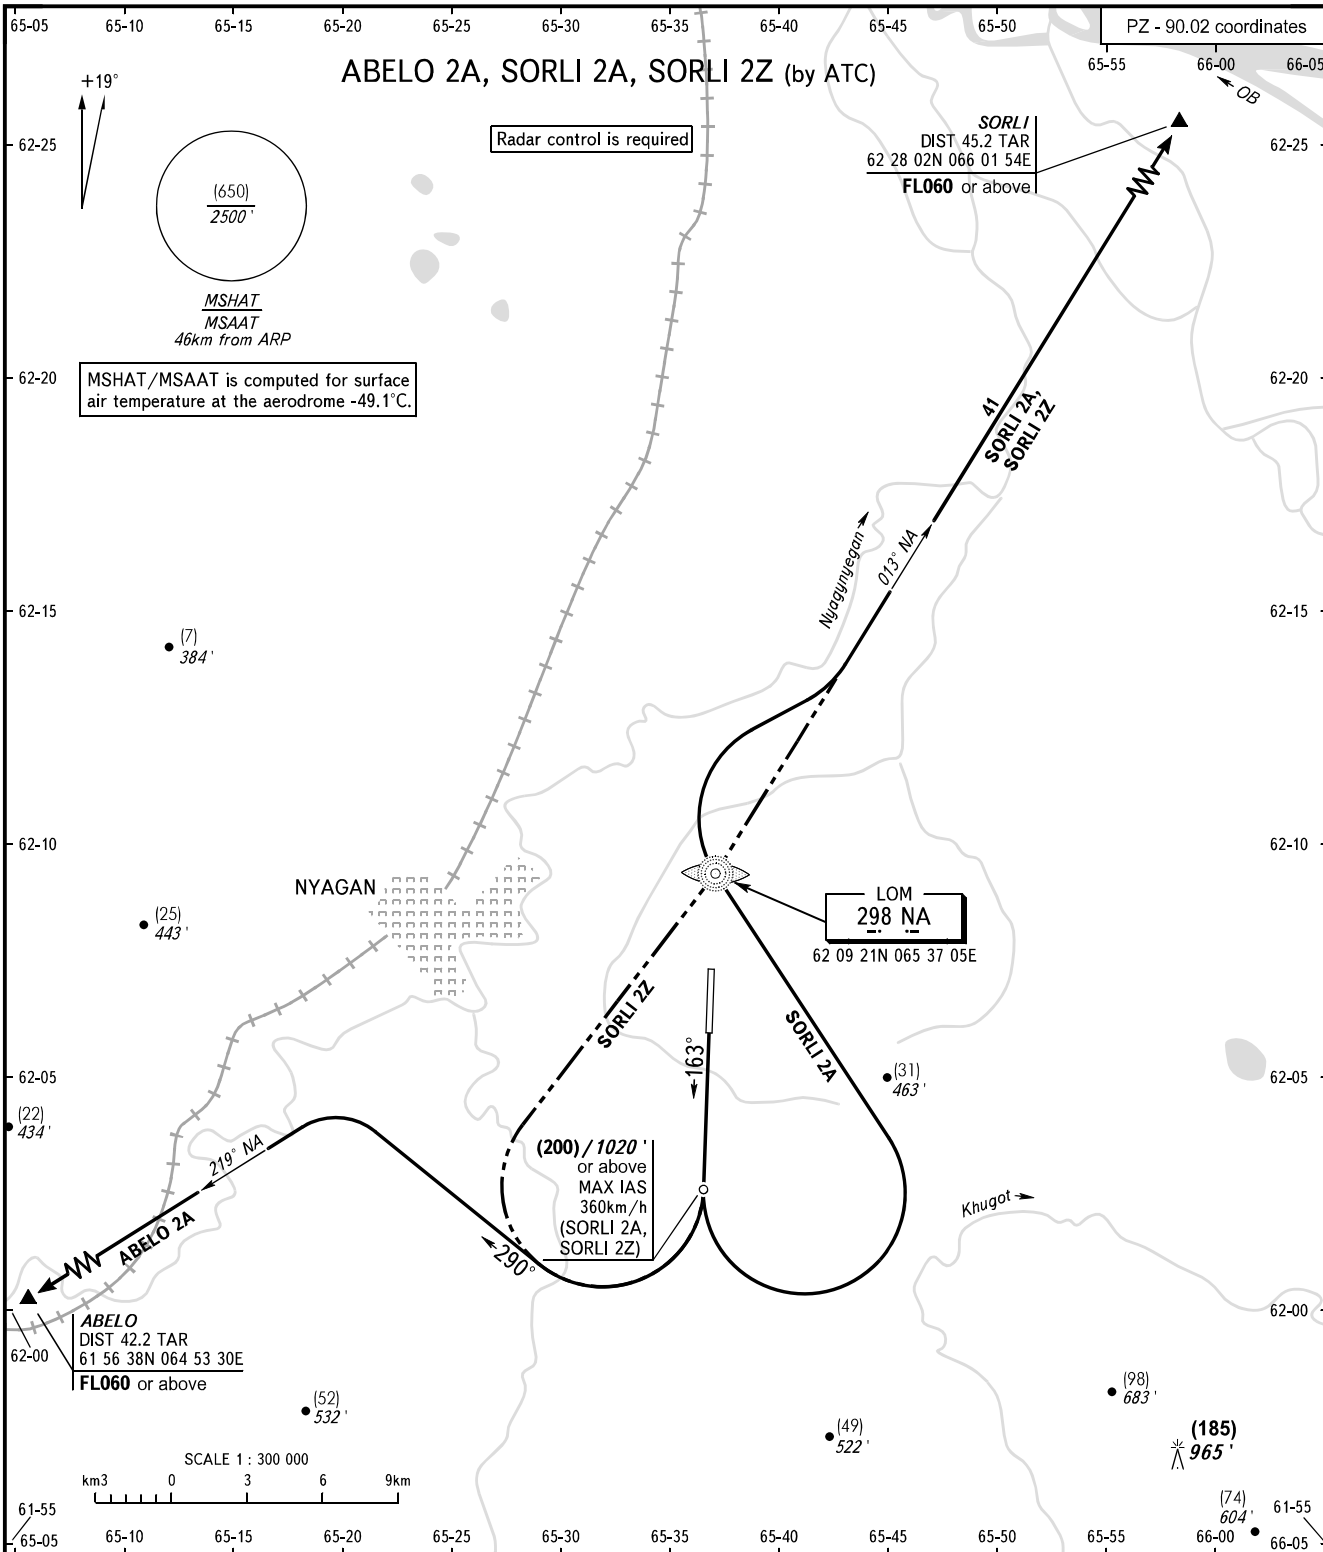 65-05 65-10 65-15 65-20 65-25 65-30 65-35 65-40 65-45 65-50
PZ - 90.02 coordinates
65-55 66-00 66-05
ABELO 2A, SORLI 2A, SORLI 2Z (by ATC)
+19°
OB
Radar control is required
SORLI
DIST 45.2 TAR
62 28 02N 066 01 54E
FL060 or above
62-25 62-25
(650)
2500 '
MSHAT
MSAAT
46km from ARP
MSHAT/MSAAT is computed for surface
air temperature at the aerodrome -49.1°C.
62-20 62-20
41
SORLI 2A,
SORLI 2Z
013° NA
Nyagynyegan
62-15 62-15
(7)
384 '
62-10 62-10
NYAGAN
LOM
298 NA
62 09 21N 065 37 05E
(25)
443 '
SORLI 2Z
SORLI 2A
163°
62-05 62-05
(31)
463 '
(22)
434 '
219° NA
(200)/1020 '
or above
MAX IAS
360km/h
(SORLI 2A,
SORLI 2Z)
Khugot
ABELO 2A
290°
62-00
62-00
ABELO
DIST 42.2 TAR
61 56 38N 064 53 30E
FL060 or above
(52)
532 '
(49)
522 '
(98)
683 '
(185)
965 '
(74)
604 '
SCALE 1 : 300 000
km3 0 3 6 9km
61-55 61-55
65-05 65-10 65-15 65-20 65-25 65-30 65-35 65-40 65-45 65-50 65-55 66-00 66-05